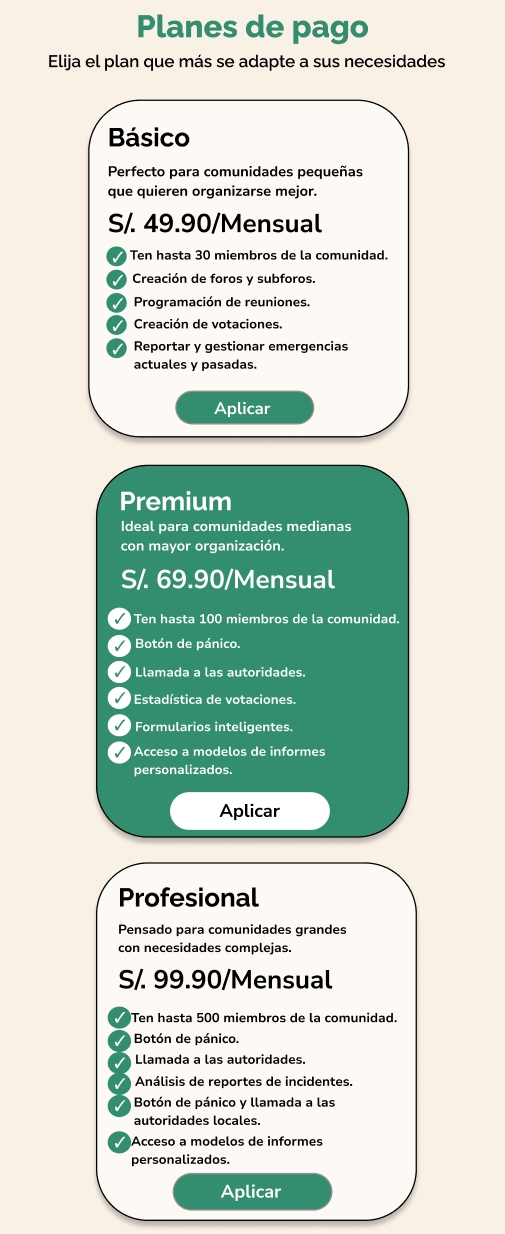 Planes de pago
Elija el plan que más se adapte a sus necesidades
Básico
Perfecto para comunidades pequeñas
que quieren organizarse mejor.
S/. 49.90/Mensual
Ten hasta 30 miembros de la comunidad.
Creación de foros y subforos.
Programación de reuniones.
Creación de votaciones.
Reportar y gestionar emergencias
actuales y pasadas.
Aplicar
Premium
Ideal para comunidades medianas
con mayor organización.
S/. 69.90/Mensual
Ten hasta 100 miembros de la comunidad.
Botón de pánico.
Llamada a las autoridades.
Estadística de votaciones.
Formularios inteligentes.
Acceso a modelos de informes
personalizados.
Aplicar
Profesional
Pensado para comunidades grandes
con necesidades complejas.
S/. 99.90/Mensual
Ten hasta 500 miembros de la comunidad.
Botón de pánico.
Llamada a las autoridades.
Análisis de reportes de incidentes.
Botón de pánico y llamada a las
autoridades locales.
Acceso a modelos de informes
personalizados.
Aplicar